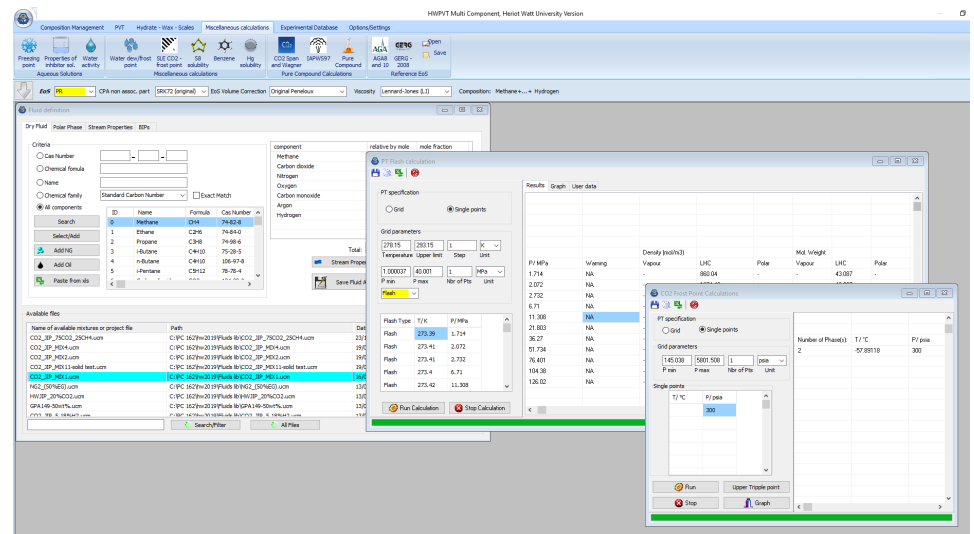 HWPVT Multi Component, Heriot Watt University Version
Composition Management PVT Hydrate - Wax - Scales Miscellaneous calculations Experimental Database Options/Settings
Freezing point Properties of inhibitor sol. Water activity Water dew/frost point SLE CO2 - frost point S8 solubility Benzene Hg solubility CO2 Span and Wagner IAPWS97 Pure Compound AGA8 and 10 GERG - 2008 Open Save
Aqueous Solutions Miscellaneous calculations Pure Compound Calculations Reference EoS
EoS PR CPA non assoc. part SRK72 (original) EoS Volume Correction Original Peneloux Viscosity Lennard-Jones (LJ) Composition: Methane+...+ Hydrogen
Fluid definition
Dry Fluid Polar Phase Stream Properties BIPs
Criteria
Cas Number - -
Chemical fomula
Name
Chemical family Standard Carbon Number Exact Match
All components
Search
Select/Add
Add NG
Add Oil
Paste from xls
ID Name Formula Cas Number
0 Methane CH4 74-82-8
1 Ethane C2H6 74-84-0
2 Propane C3H8 74-98-6
3 i-Butane C4H10 75-28-5
4 n-Butane C4H10 106-97-8
5 i-Pentane C5H12 78-78-4
component relative by mole mole fraction
Methane
Carbon dioxide
Nitrogen
Oxygen
Carbon monoxide
Argon
Hydrogen
Total:
Stream Proper
Save Fluid A
Available files
Name of available mixtures or project file Path Dat
CO2_JIP_75CO2_25CH4.ucm C:\PC 162\hw2019\Fluids lib\CO2_JIP_75CO2_25CH4.ucm 23/1
CO2_JIP_MIX4.ucm C:\PC 162\hw2019\Fluids lib\CO2_JIP_MIX4.ucm 19/0
CO2_JIP_MIX2.ucm C:\PC 162\hw2019\Fluids lib\CO2_JIP_MIX2.ucm 19/0
CO2_JIP_MIX11-solid test.ucm C:\PC 162\hw2019\Fluids lib\CO2_JIP_MIX11-solid test.ucm 19/0
CO2_JIP_MIX1.ucm C:\PC 162\hw2019\Fluids lib\CO2_JIP_MIX1.ucm 16/0
NG2_(50%EG).ucm C:\PC 162\hw2019\Fluids lib\NG2_(50%EG).ucm 13/0
HWJIP_20%CO2.ucm C:\PC 162\hw2019\Fluids lib\HWJIP_20%CO2.ucm 13/0
GPA149-50wt%.ucm C:\PC 162\hw2019\Fluids lib\GPA149-50wt%.ucm 13/0
Search/Filter All Files
PT Flash calculation
PT specification
Grid Single points
Grid parameters
278.15 293.15 1 K
Temperature Upper limit Step Unit
1.000037 40.001 1 MPa
P min P max Nbr of Pts Unit
Flash
Flash Type T/ K P/ MPa
Flash 273.39 1.714
Flash 273.41 2.072
Flash 273.41 2.732
Flash 273.4 6.71
Flash 273.42 11.308
Run Calculation Stop Calculation
Results Graph User data
Density (mol/m3) Mol. Weight
P/ MPa Warning Vapour LHC Polar Vapour LHC Polar
1.714 NA 860.04 - 43.087 -
2.072 NA
2.732 NA
6.71 NA
11.308 NA
21.803 NA
36.27 NA
51.734 NA
76.401 NA
104.38 NA
126.02 NA
CO2 Frost Point Calculations
PT specification
Grid Single points
Grid parameters
145.038 5801.508 1 psia
P min P max Nbr of Pts Unit
Single points
T/ °C P/ psia
300
Run Upper Tripple point
Stop Graph
Number of Phase(s) T/ °C P/ psia
2 -57.89118 300